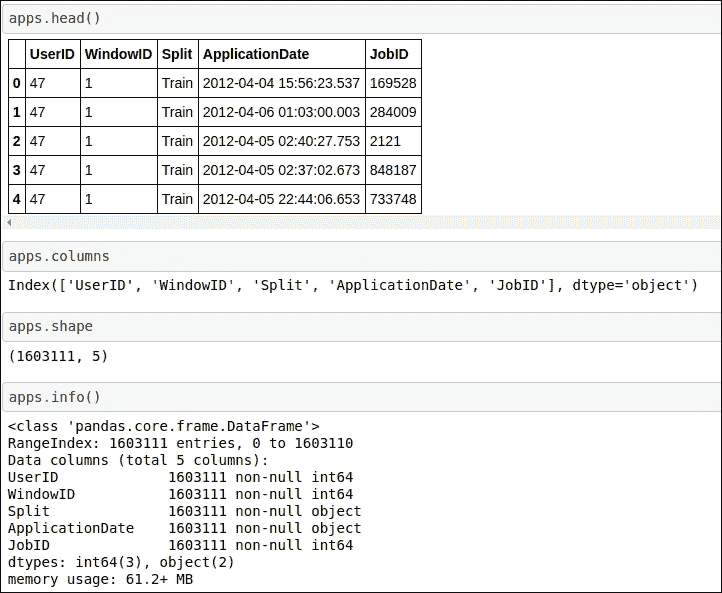 apps.head()
UserID WindowID Split ApplicationDate JobID
0 47 1 Train 2012-04-04 15:56:23.537 169528
1 47 1 Train 2012-04-06 01:03:00.003 284009
2 47 1 Train 2012-04-05 02:40:27.753 2121
3 47 1 Train 2012-04-05 02:37:02.673 848187
4 47 1 Train 2012-04-05 22:44:06.653 733748
apps.columns
Index(['UserID', 'WindowID', 'Split', 'ApplicationDate', 'JobID'], dtype='object')
apps.shape
(1603111, 5)
apps.info()
<class 'pandas.core.frame.DataFrame'>
RangeIndex: 1603111 entries, 0 to 1603110
Data columns (total 5 columns):
UserID 1603111 non-null int64
WindowID 1603111 non-null int64
Split 1603111 non-null object
ApplicationDate 1603111 non-null object
JobID 1603111 non-null int64
dtypes: int64(3), object(2)
memory usage: 61.2+ MB